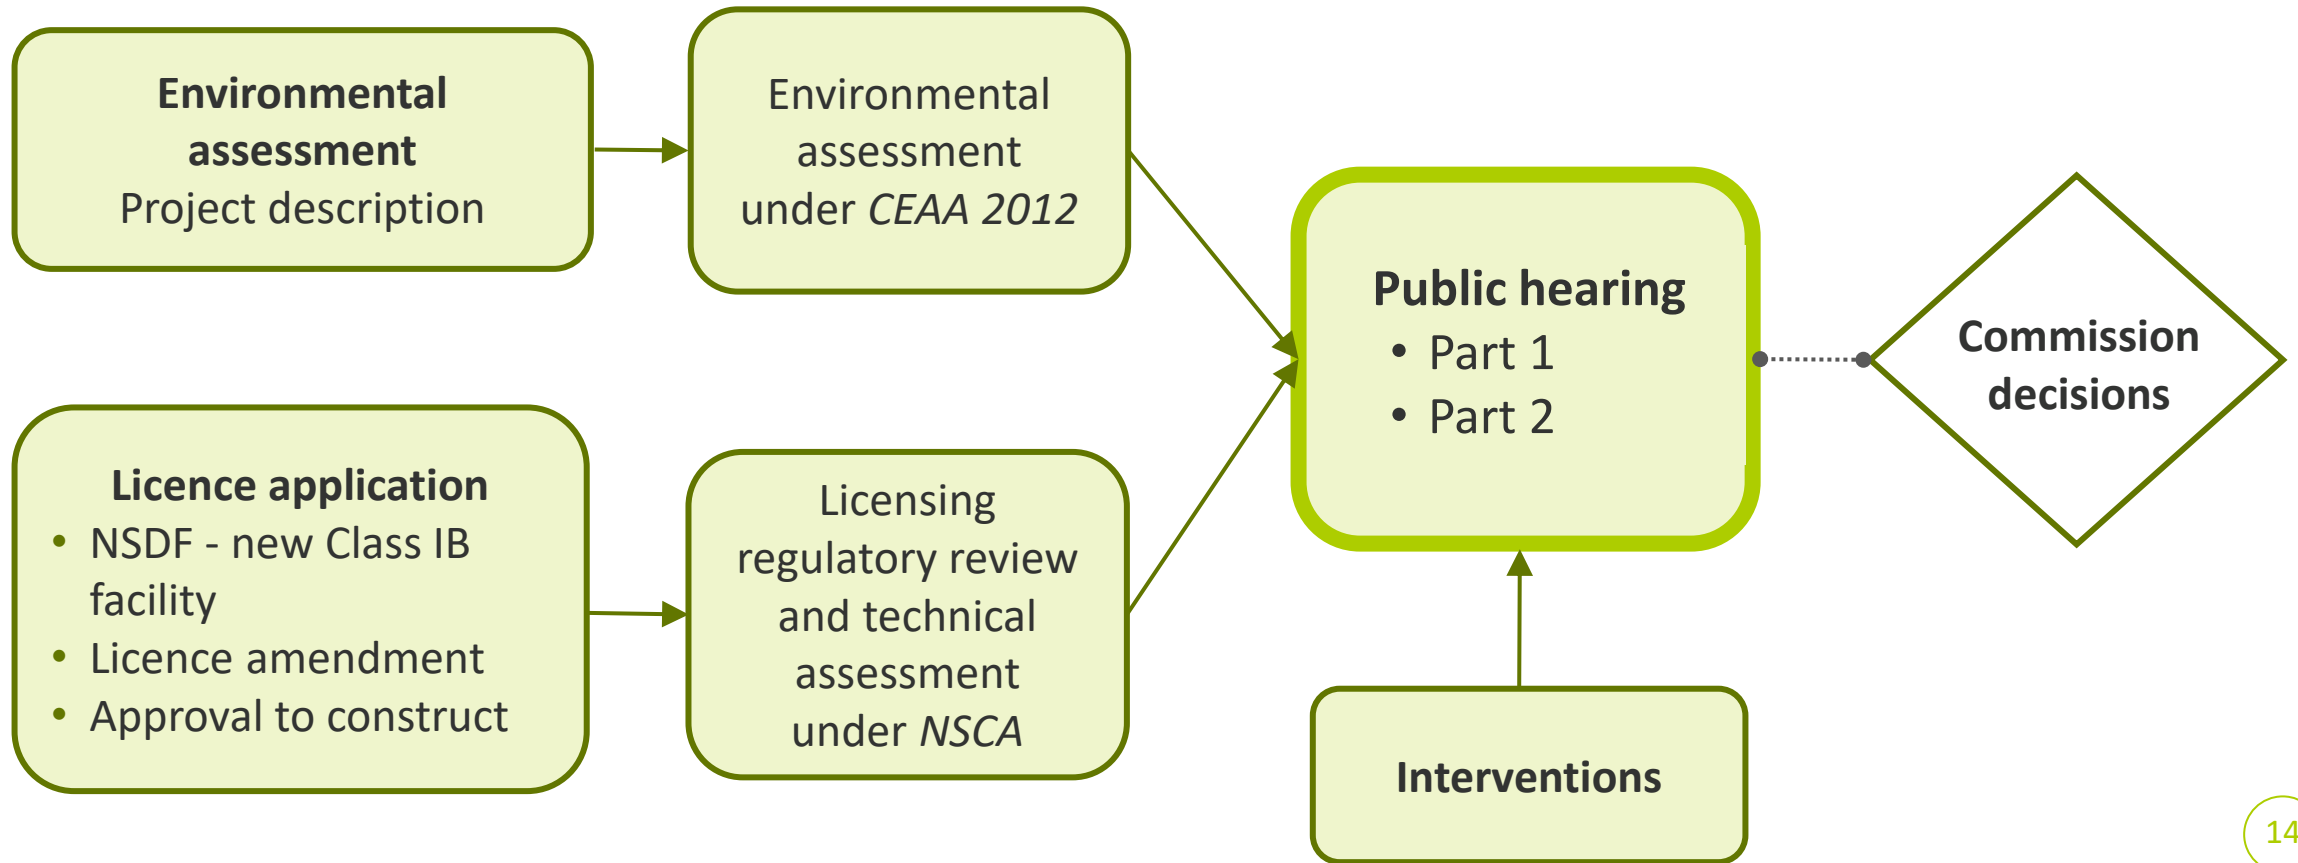 Environmental
assessment
Project description
Environmental
assessment
under CEAA 2012
Licence application
• NSDF - new Class IB
facility
• Licence amendment
• Approval to construct
Licensing
regulatory review
and technical
assessment
under NSCA
Public hearing
• Part 1
• Part 2
Interventions
Commission
decisions
14